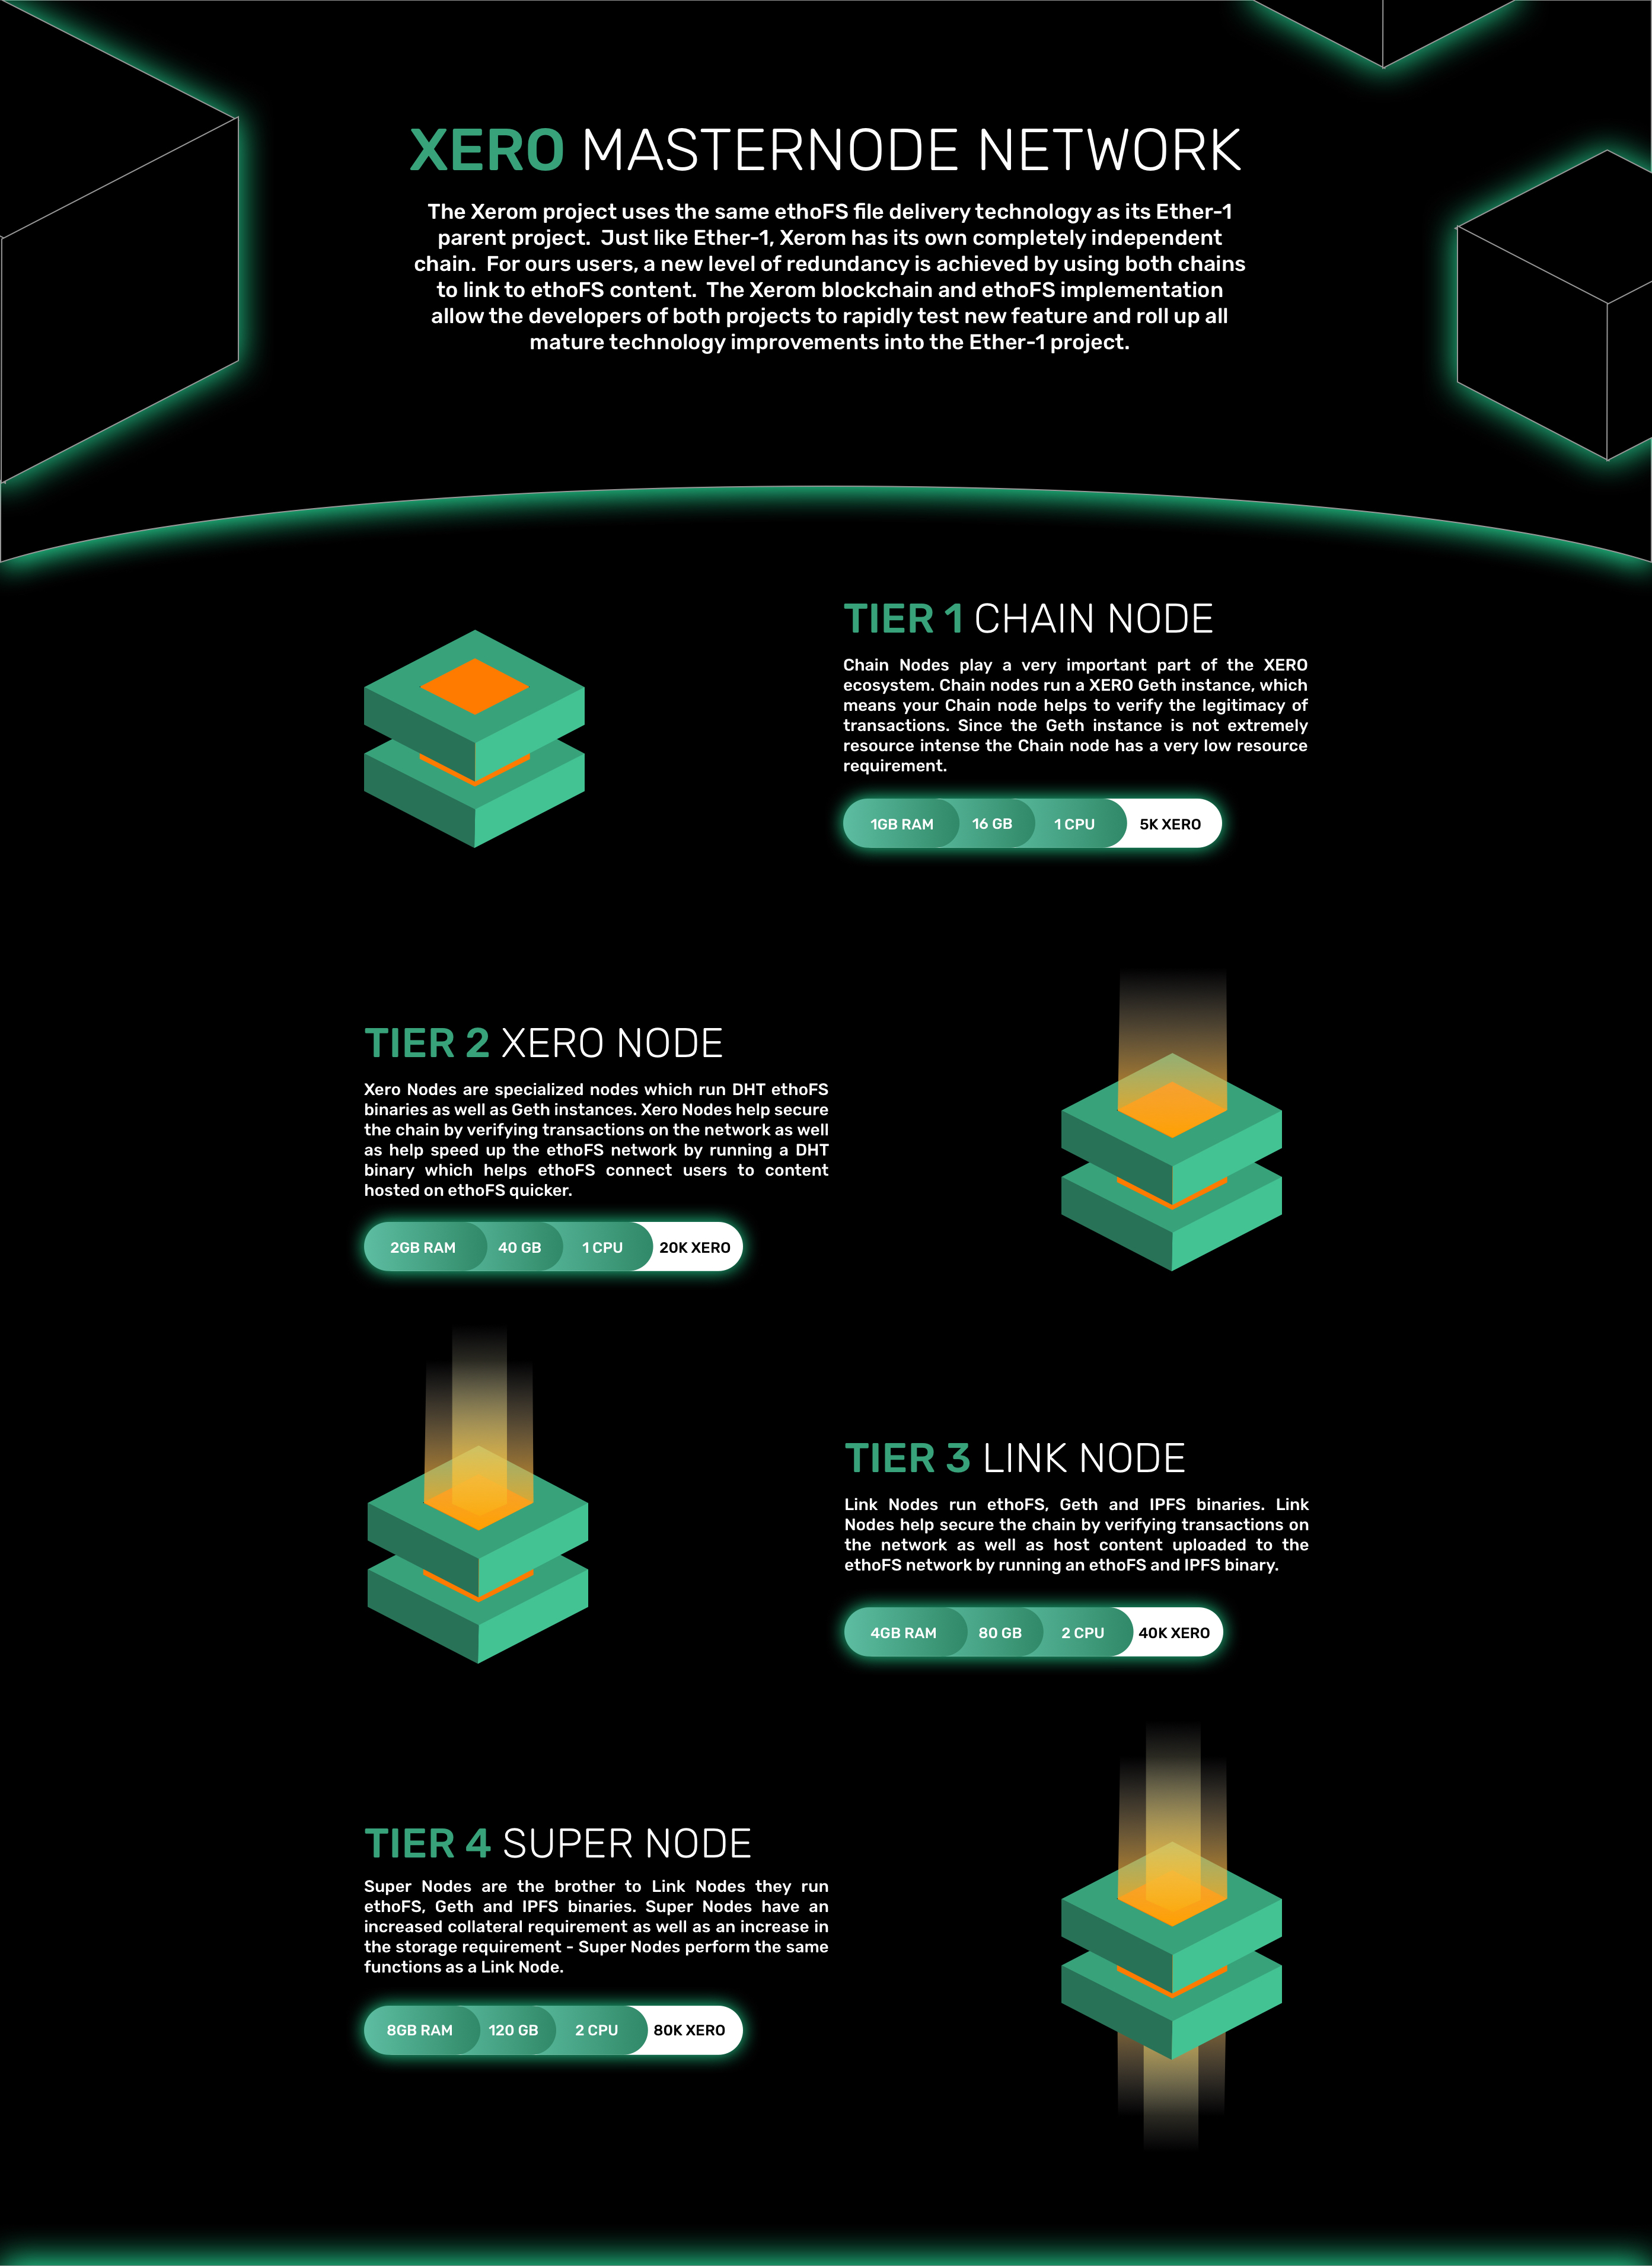 XERO MASTERNODE NETWORK
The Xerom project uses the same ethoFS file delivery technology as its Ether-1
parent project.  Just like Ether-1, Xerom has its own completely independent
chain.  For ours users, a new level of redundancy is achieved by using both chains
to link to ethoFS content.  The Xerom blockchain and ethoFS implementation
allow the developers of both projects to rapidly test new feature and roll up all
mature technology improvements into the Ether-1 project.
TIER 1 CHAIN NODE
Chain Nodes play a very important part of the XERO
ecosystem. Chain nodes run a XERO Geth instance, which
means your Chain node helps to verify the legitimacy of
transactions. Since the Geth instance is not extremely
resource intense the Chain node has a very low resource
requirement.
1GB RAM 16 GB 1 CPU 5K XERO
TIER 2 XERO NODE
Xero Nodes are specialized nodes which run DHT ethoFS
binaries as well as Geth instances. Xero Nodes help secure
the chain by verifying transactions on the network as well
as help speed up the ethoFS network by running a DHT
binary which helps ethoFS connect users to content
hosted on ethoFS quicker.
2GB RAM 40 GB 1 CPU 20K XERO
TIER 3 LINK NODE
Link Nodes run ethoFS, Geth and IPFS binaries. Link
Nodes help secure the chain by verifying transactions on
the network as well as host content uploaded to the
ethoFS network by running an ethoFS and IPFS binary.
4GB RAM 80 GB 2 CPU 40K XERO
TIER 4 SUPER NODE
Super Nodes are the brother to Link Nodes they run
ethoFS, Geth and IPFS binaries. Super Nodes have an
increased collateral requirement as well as an increase in
the storage requirement - Super Nodes perform the same
functions as a Link Node.
8GB RAM 120 GB 2 CPU 80K XERO